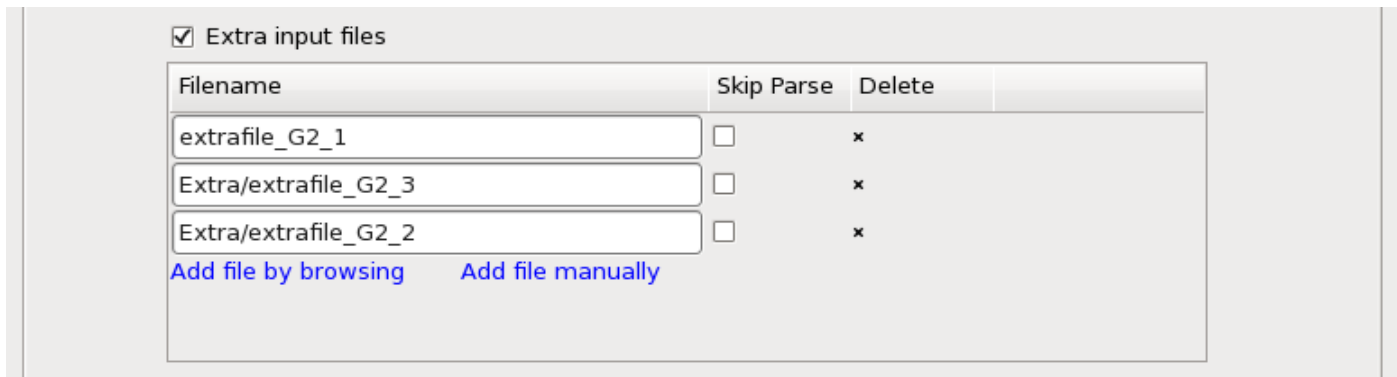 Extra input files
Filename Skip Parse Delete
extrafile_G2_1
Extra/extrafile_G2_3
Extra/extrafile_G2_2
Add file by browsing Add file manually